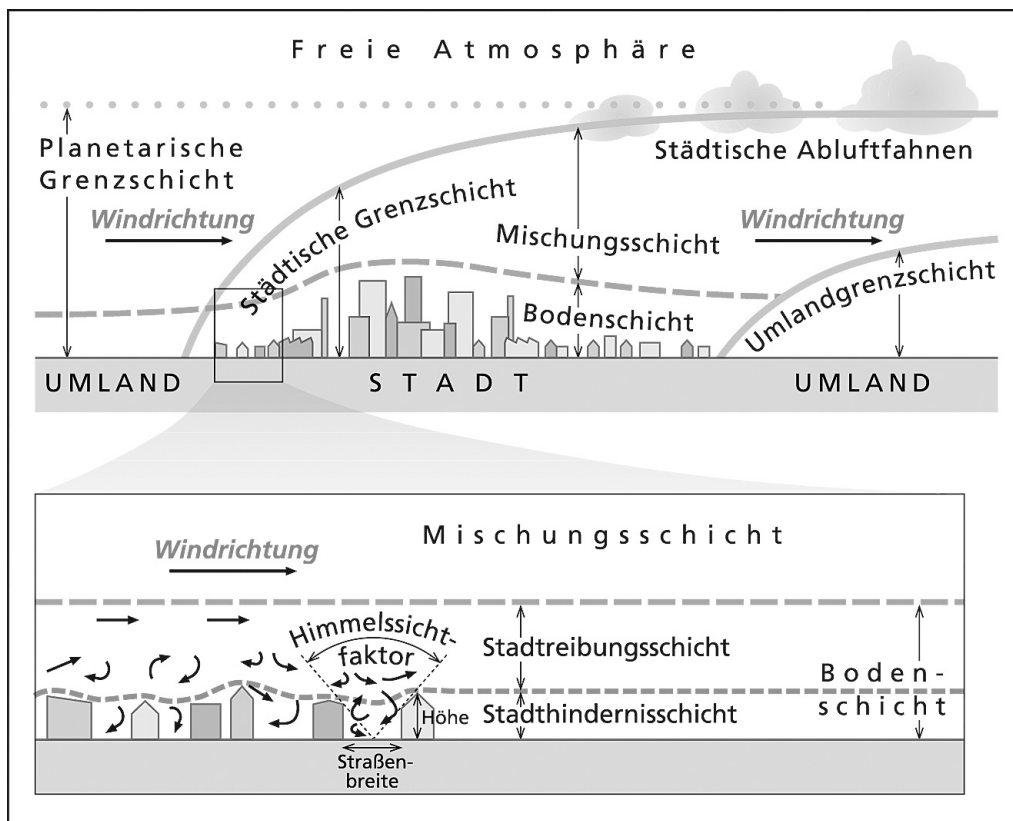 Freie Atmosphäre
Planetarische
Grenzschicht
Städtische Abluftfahnen
Windrichtung
Städtische Grenzschicht
Mischungsschicht
Windrichtung
Bodenschicht
Umlandgrenzschicht
UMLAND
STADT
UMLAND
Mischungsschicht
Windrichtung
Himmelssicht-
faktor
Stadtreibungsschicht
Boden-
schicht
Höhe
Stadthindernisschicht
Straßen-
breite